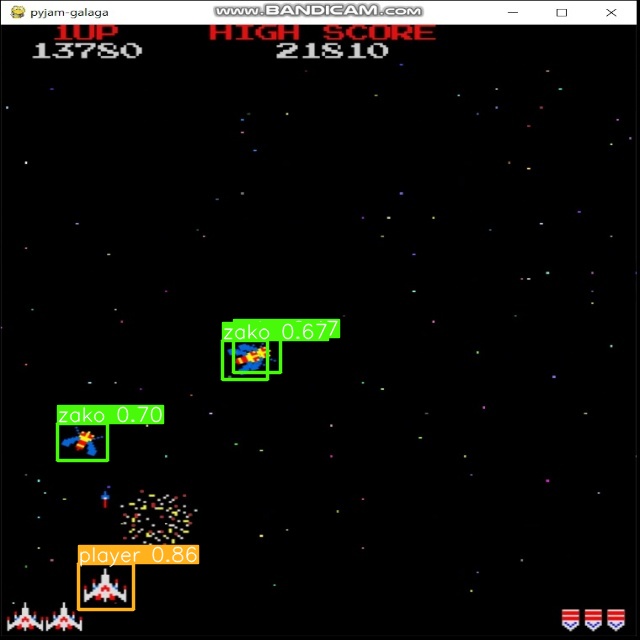 pyjam-galaga
www.BANDICAM.com
1UP
HIGH SCORE
13780
21810
zako 0.67
zako 0.70
player 0.86